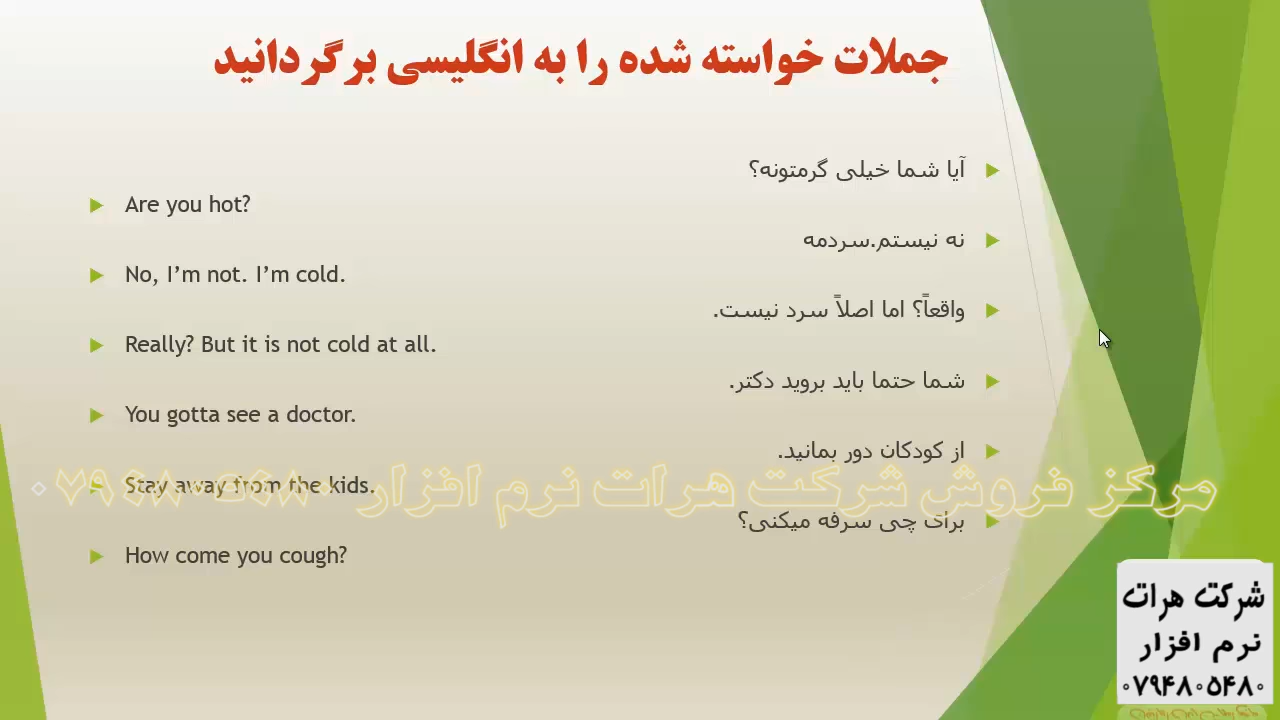 جملات خواسته شده را به انگلیسی برگردانید
آیا شما خیلی گرمتونه؟
Are you hot?
نه نیستم.سردمه
No, I’m not. I’m cold.
واقعاً؟ اما اصلاً سرد نیست.
Really? But it is not cold at all.
شما حتما باید بروید دکتر.
You gotta see a doctor.
از کودکان دور بمانید.
Stay away from the kids.
برای چی سرفه میکنی؟
How come you cough?
مرکز فروش شرکت هرات نرم افزار
شرکت هرات
نرم افزار
۰۷۹۴۸۰۵۴۸۰